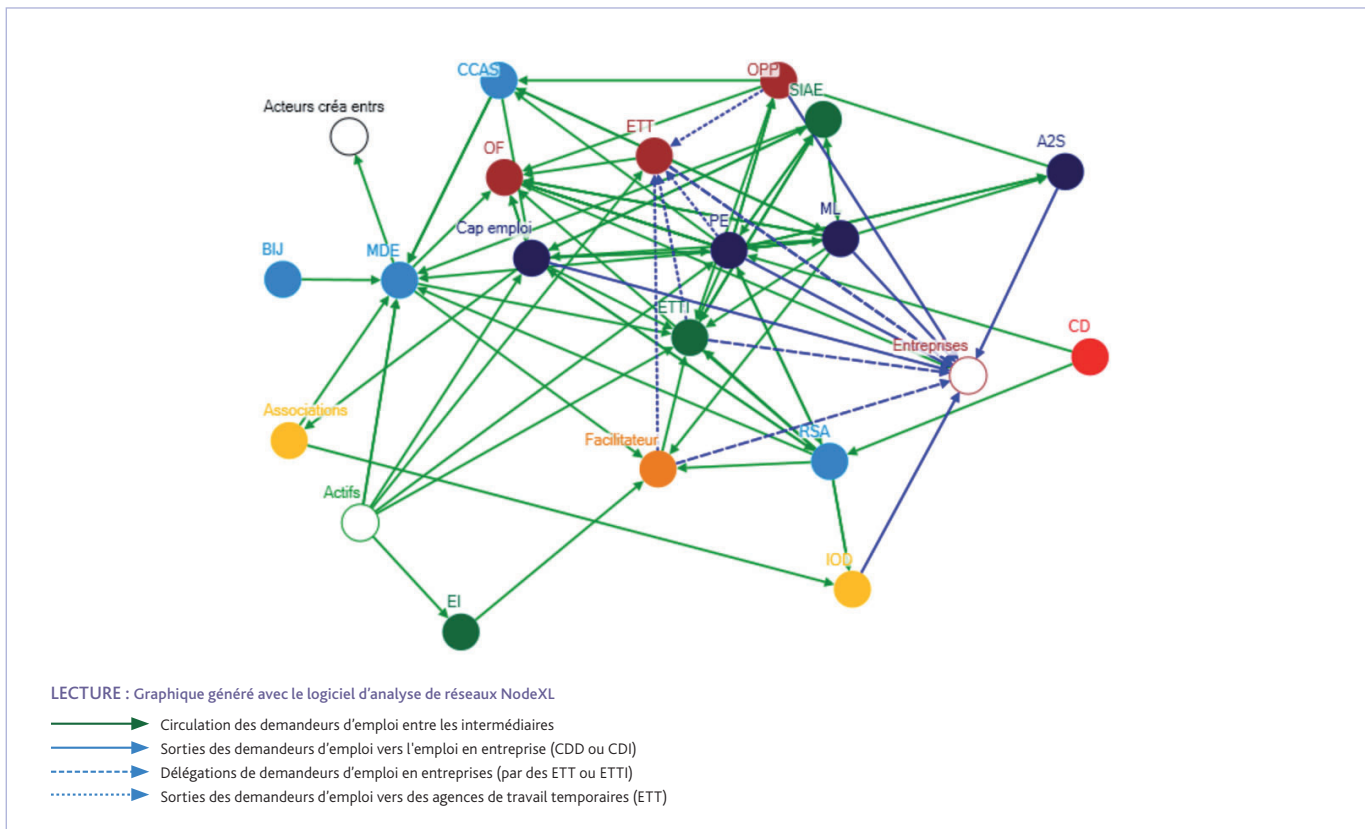 CCAS
OPP
SIAE
Acteurs créa entrs
ETT
OF
A2S
ML
PE
Cap emploi
BIJ
MDE
ETTI
CD
Entreprises
Associations
RSA
Facilitateur
Actifs
IOD
EI
LECTURE : Graphique généré avec le logiciel d'analyse de réseaux NodeXL
Circulation des demandeurs d'emploi entre les intermédiaires
Sorties des demandeurs d'emploi vers l'emploi en entreprise (CDD ou CDI)
Délégations de demandeurs d'emploi en entreprises (par des ETT ou ETTI)
Sorties des demandeurs d'emploi vers des agences de travail temporaires (ETT)